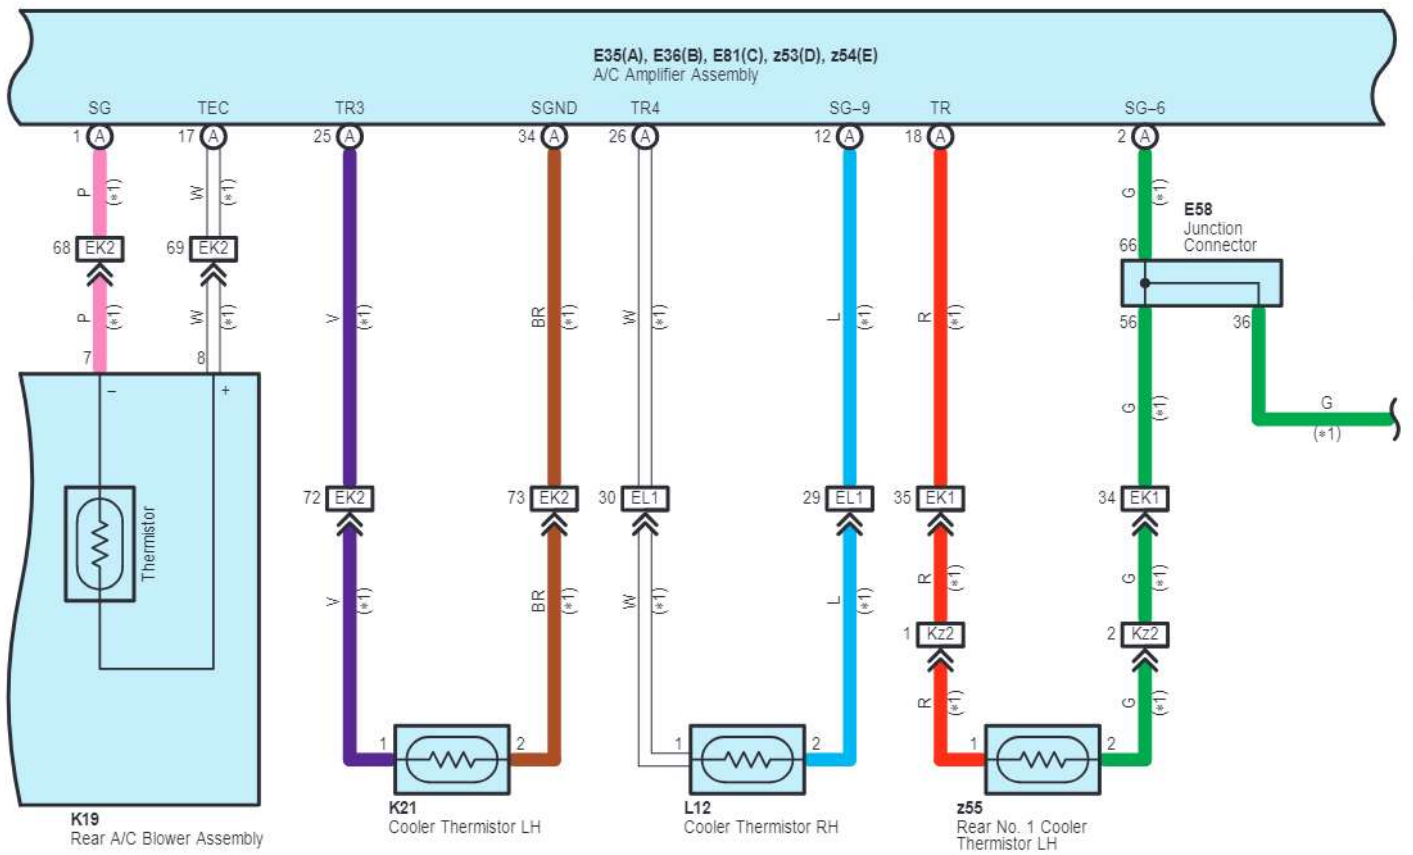 E35(A), E36(B), E81(C), z53(D), z54(E)
A/C Amplifier Assembly
SG TEC TR3 SGND TR4 SG–9 TR SG–6
1 A 17 A 25 A 34 A 26 A 12 A 18 A 2 A
P (*1) W (*1) G (*1)
E58
Junction
Connector
68 EK2 69 EK2 66
P (*1) W (*1) V (*1) BR (*1) W (*1) L (*1) R (*1) 56 36
7 8
– +
G (*1) G
(*1)
72 EK2 73 EK2 30 EL1 29 EL1 35 EK1 34 EK1
Thermistor
V (*1) BR (*1) W (*1) L (*1) R (*1) G (*1)
1 Kz2 2 Kz2
R (*1) G (*1)
1 2 1 2 1 2
K19
Rear A/C Blower Assembly
K21
Cooler Thermistor LH
L12
Cooler Thermistor RH
z55
Rear No. 1 Cooler
Thermistor LH